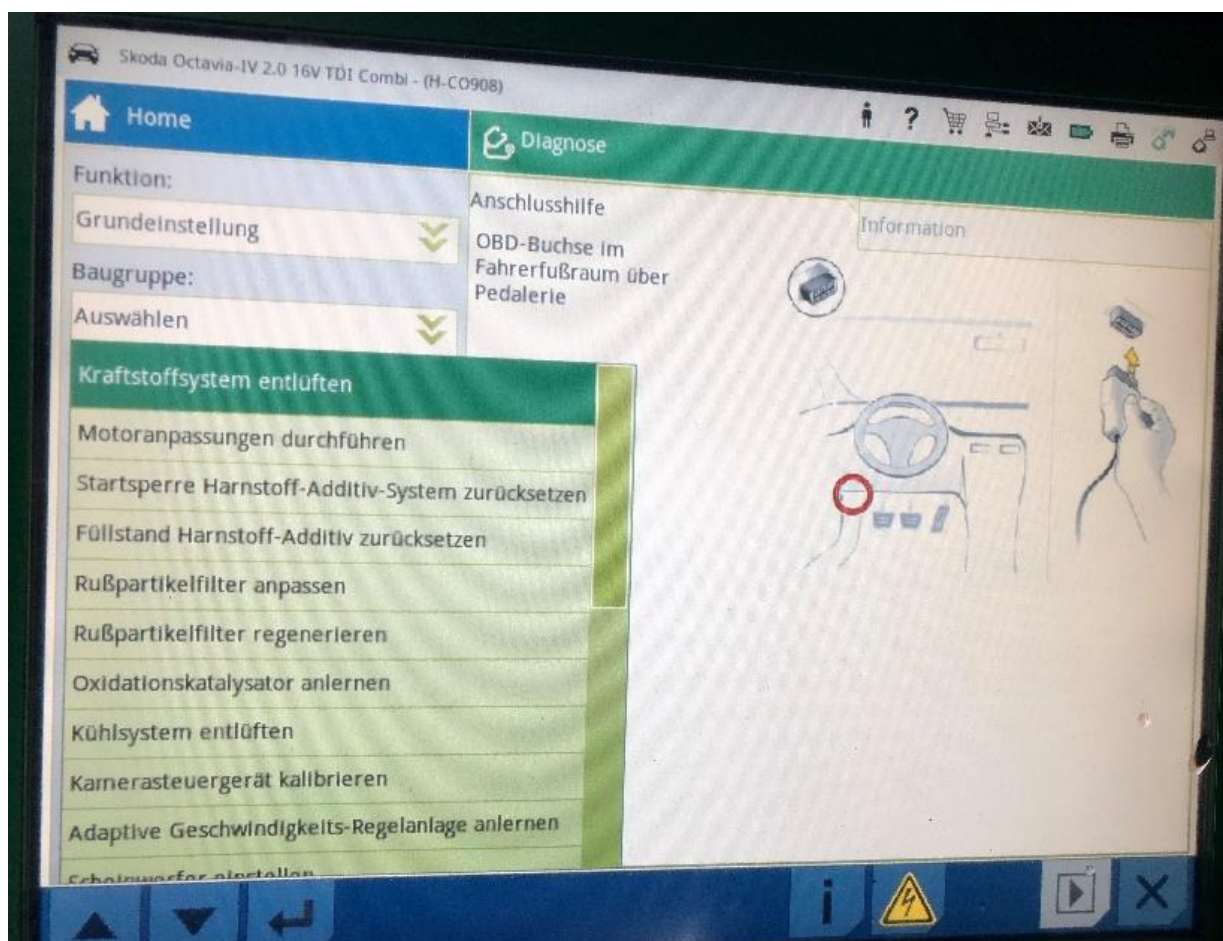 Skoda Octavia-IV 2.0 16V TDI Combi - (H-CO908)
Home
Diagnose
Funktion:
Grundeinstellung
Baugruppe:
Auswählen
Kraftstoffsystem entlüften
Motoranpassungen durchführen
Startsperre Harnstoff-Additiv-System zurücksetzen
Füllstand Harnstoff-Additiv zurücksetzen
Rußpartikelfilter anpassen
Rußpartikelfilter regenerieren
Oxidationskatalysator anlernen
Kühlsystem entlüften
Kamerasteuergerät kalibrieren
Adaptive Geschwindigkeits-Regelanlage anlernen
Scheinwerfer einstellen
Anschlusshilfe
OBD-Buchse im
Fahrerfußraum über
Pedalerie
Information